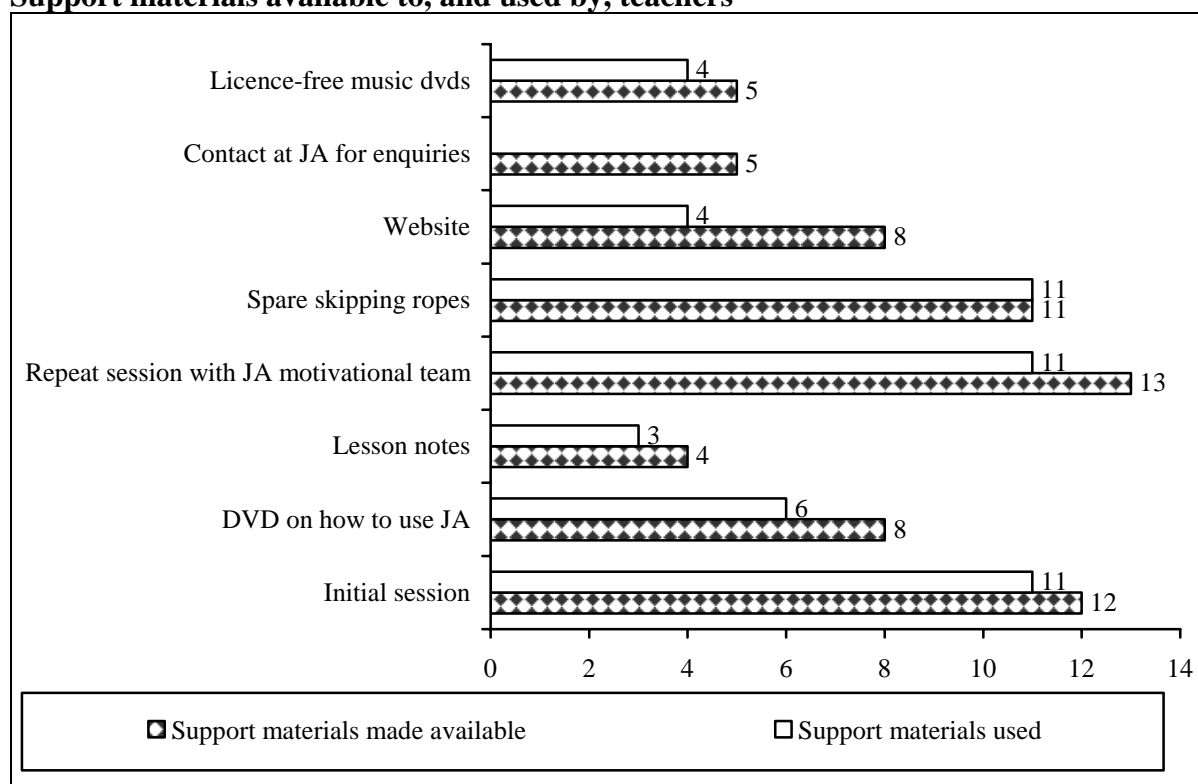 Support materials available to, and used by, teachers
Licence-free music dvds
4
5
Contact at JA for enquiries
5
Website
4
8
Spare skipping ropes
11
11
Repeat session with JA motivational team
11
13
Lesson notes
3
4
DVD on how to use JA
6
8
Initial session
11
12
0 2 4 6 8 10 12 14
Support materials made available Support materials used